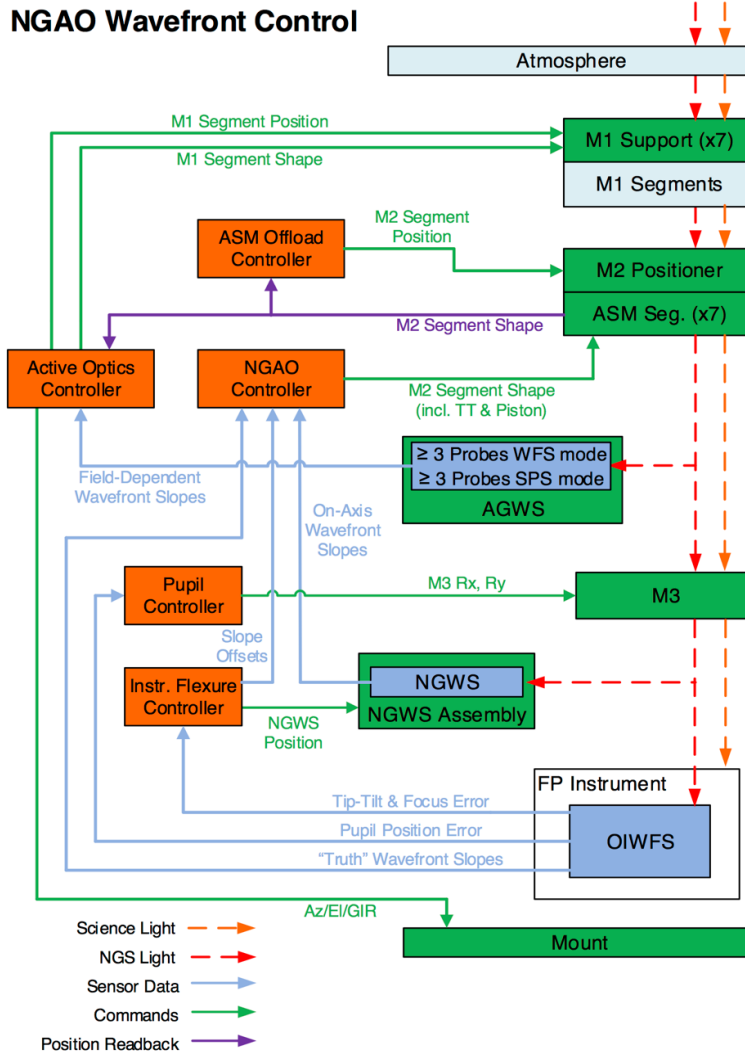 NGAO Wavefront Control
Atmosphere
M1 Segment Position
M1 Segment Shape
M1 Support (x7)
M1 Segments
ASM Offload
Controller
M2 Segment
Position
M2 Positioner
ASM Seg. (x7)
M2 Segment Shape
Active Optics
Controller
NGAO
Controller
M2 Segment Shape
(incl. TT & Piston)
≥ 3 Probes WFS mode
≥ 3 Probes SPS mode
AGWS
Field-Dependent
Wavefront Slopes
On-Axis
Wavefront
Slopes
Pupil
Controller
M3 Rx, Ry
M3
Slope
Offsets
Instr. Flexure
Controller
NGWS
NGWS Assembly
NGWS
Position
FP Instrument
Tip-Tilt & Focus Error
Pupil Position Error
OIWFS
“Truth” Wavefront Slopes
Az/El/GIR
Mount
Science Light
NGS Light
Sensor Data
Commands
Position Readback